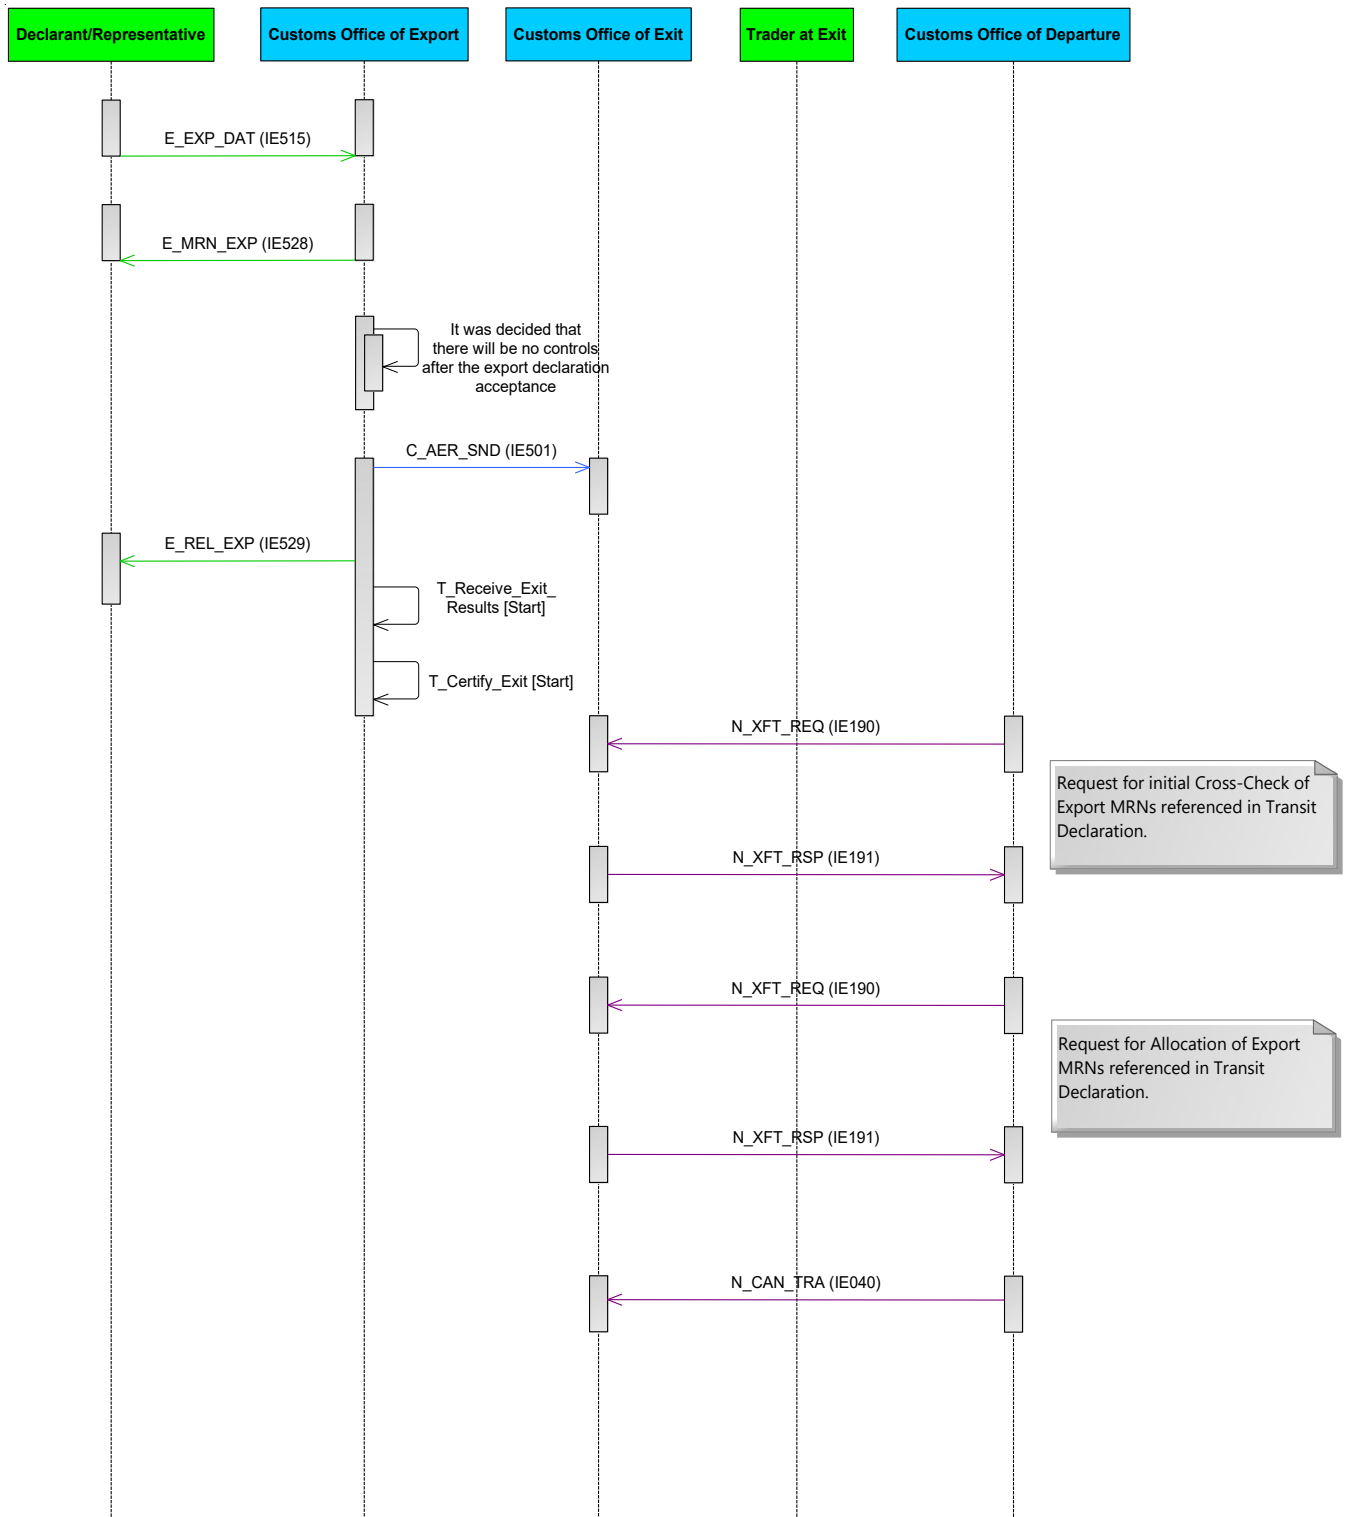 Declarant/Representative
Customs Office of Export
Customs Office of Exit
Trader at Exit
Customs Office of Departure
E_EXP_DAT (IE515)
E_MRN_EXP (IE528)
It was decided that
there will be no controls
after the export declaration
acceptance
C_AER_SND (IE501)
E_REL_EXP (IE529)
T_Receive_Exit_
Results [Start]
T_Certify_Exit [Start]
N_XFT_REQ (IE190)
Request for initial Cross-Check of
Export MRNs referenced in Transit
Declaration.
N_XFT_RSP (IE191)
N_XFT_REQ (IE190)
Request for Allocation of Export
MRNs referenced in Transit
Declaration.
N_XFT_RSP (IE191)
N_CAN_TRA (IE040)